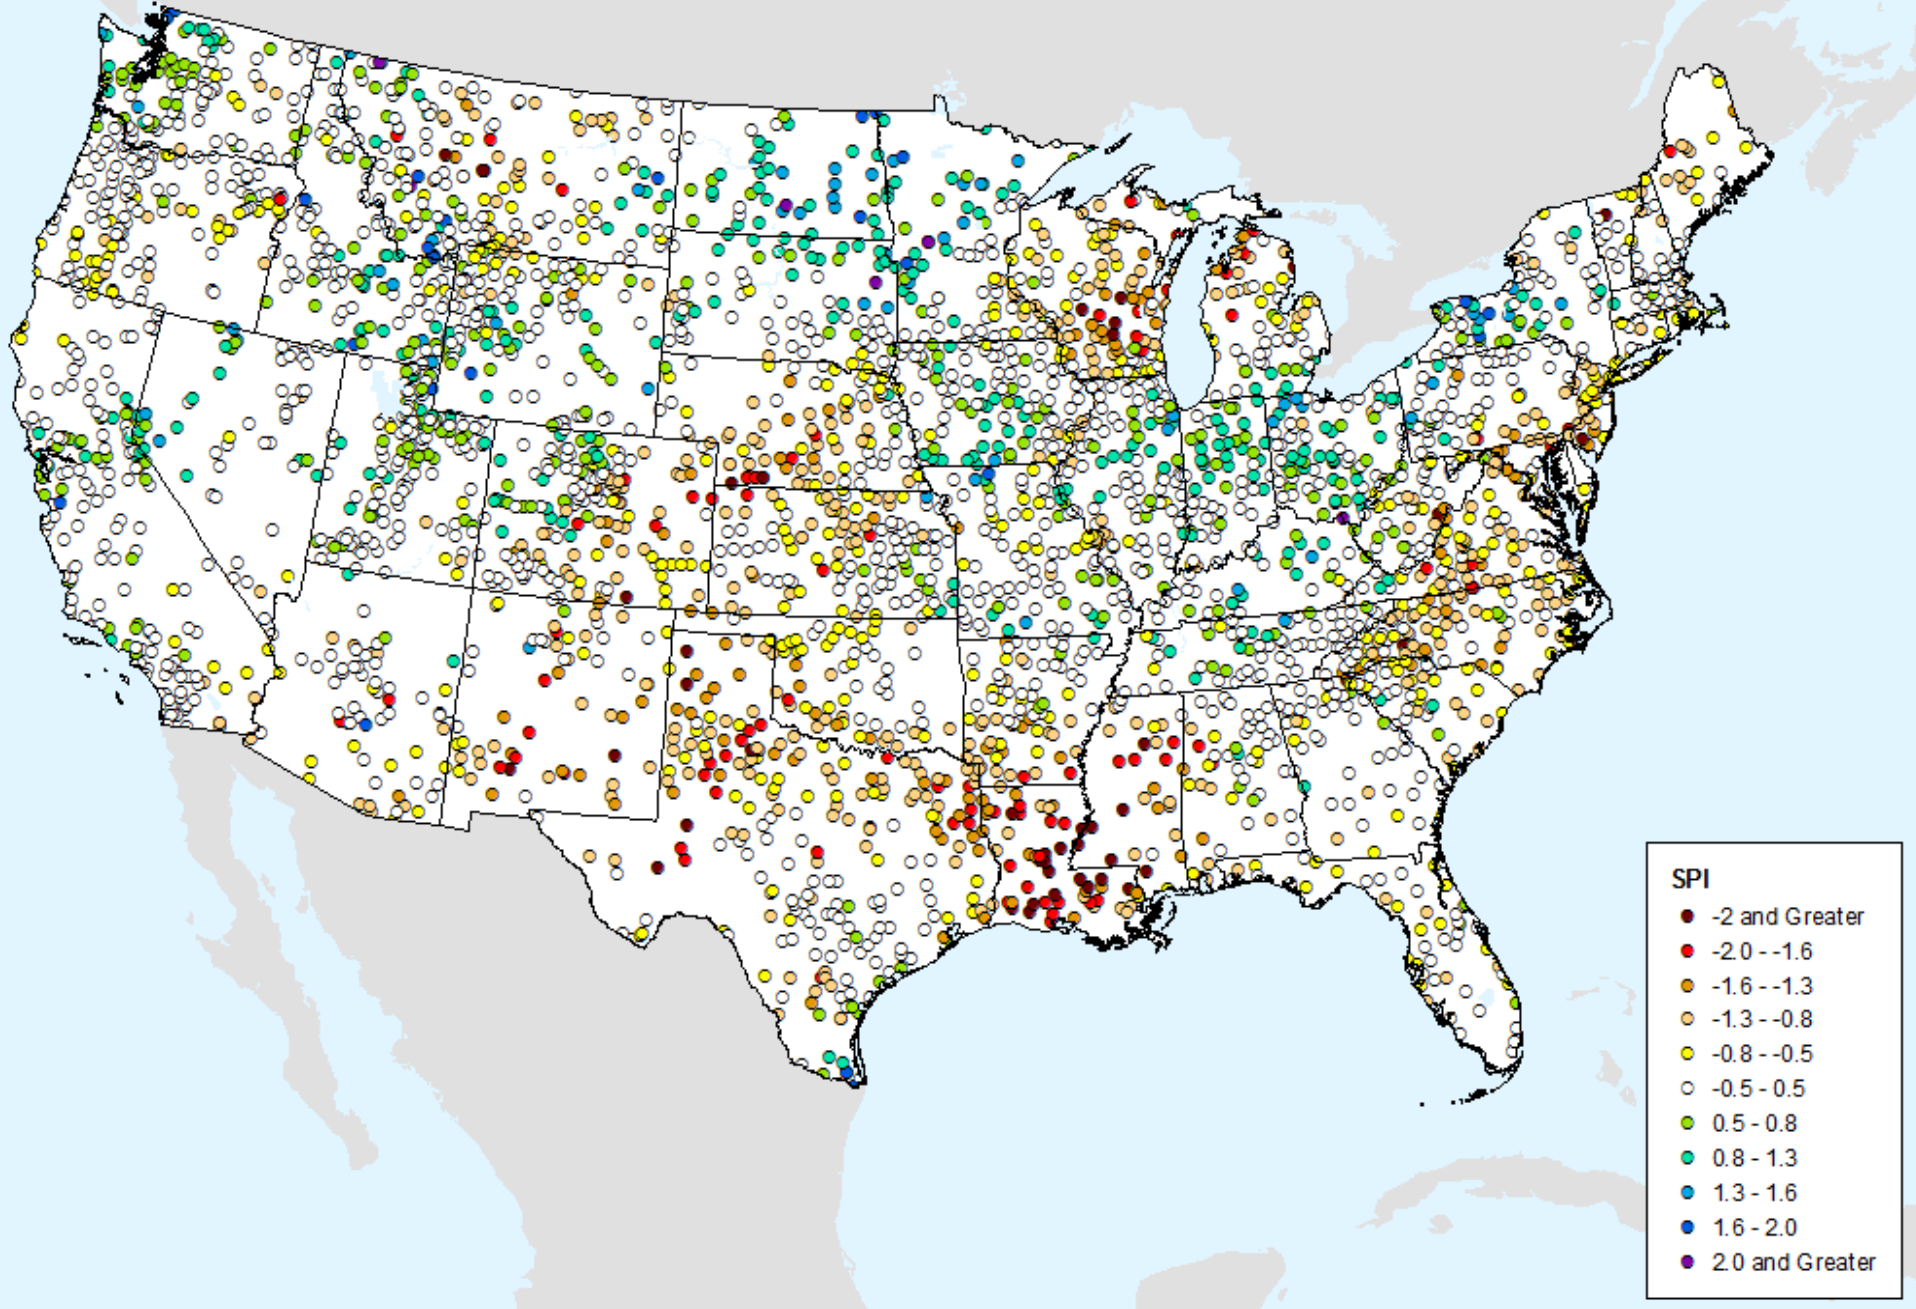 SPI
-2 and Greater
-2.0 - -1.6
-1.6 - -1.3
-1.3 - -0.8
-0.8 - -0.5
-0.5 - 0.5
0.5 - 0.8
0.8 - 1.3
1.3 - 1.6
1.6 - 2.0
2.0 and Greater